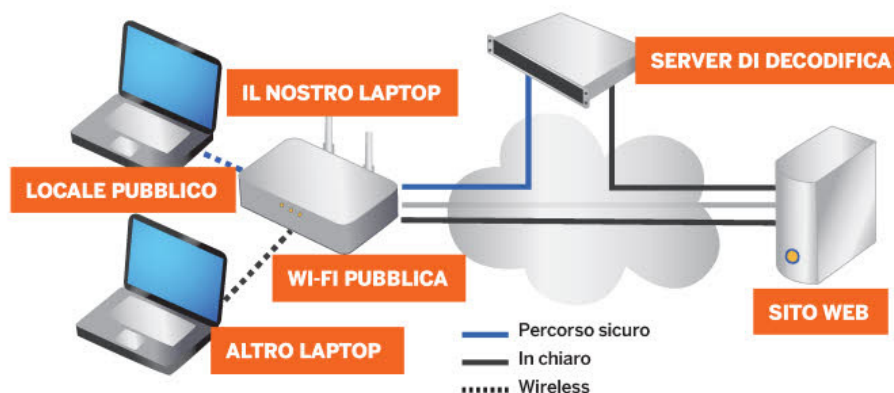 SERVER DI DECODIFICA
IL NOSTRO LAPTOP
LOCALE PUBBLICO
WI-FI PUBBLICA
SITO WEB
ALTRO LAPTOP
Percorso sicuro
In chiaro
Wireless